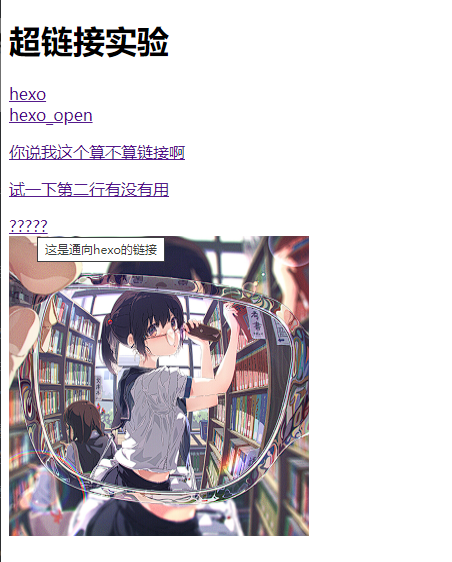 超链接实验
hexo
hexo_open
你说我这个算不算链接啊
试一下第二行有没有用
?????
这是通向hexo的链接